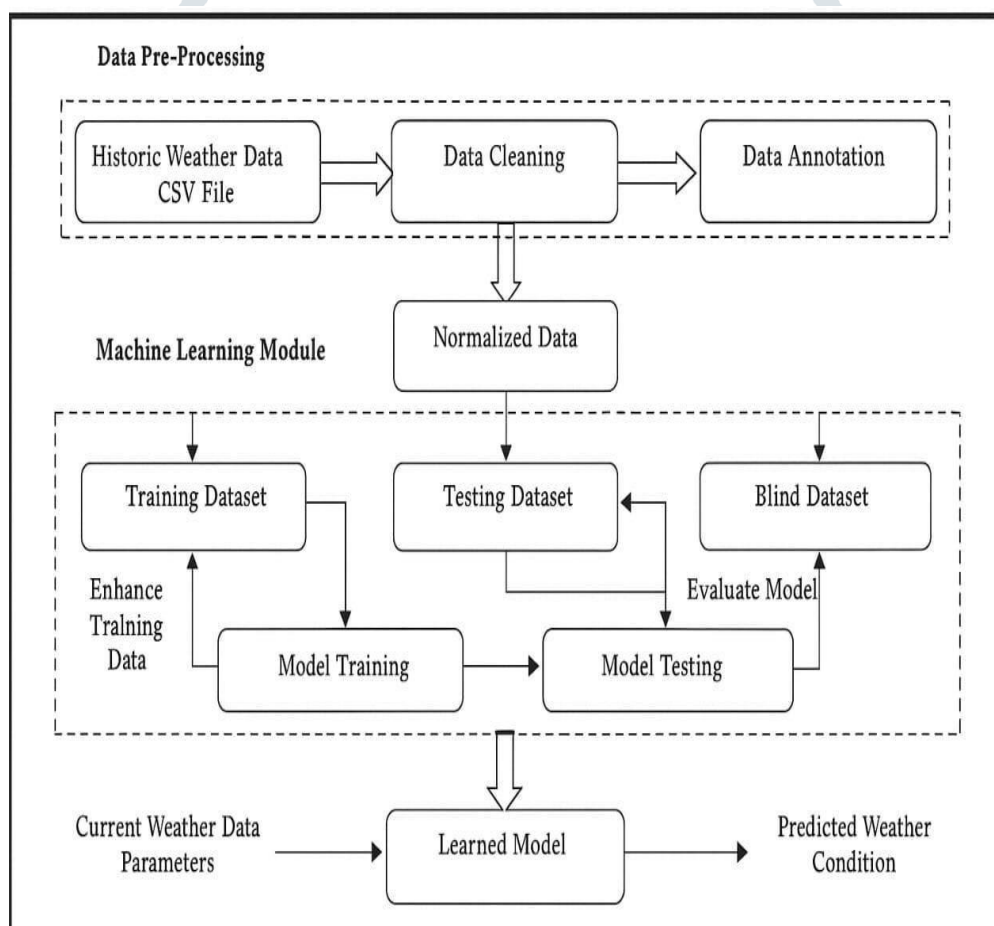 Data Pre-Processing
Historic Weather Data
CSV File
Data Cleaning
Data Annotation
Normalized Data
Machine Learning Module
Training Dataset
Testing Dataset
Blind Dataset
Enhance
Tralning
Data
Evaluate Model
Model Training
Model Testing
Current Weather Data
Parameters
Learned Model
Predicted Weather
Condition